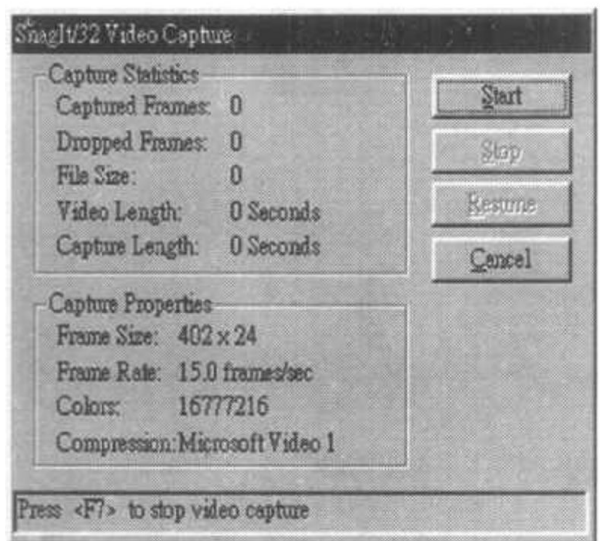 SnagIt/32 Video Capture
Capture Statistics
Captured Frames: 0
Dropped Frames: 0
File Size: 0
Video Length: 0 Seconds
Capture Length: 0 Seconds
Start
Stop
Resume
Cancel
Capture Properties
Frame Size: 402 x 24
Frame Rate: 15.0 frames/sec
Colors: 16777216
Compression: Microsoft Video 1
Press <F7> to stop video capture